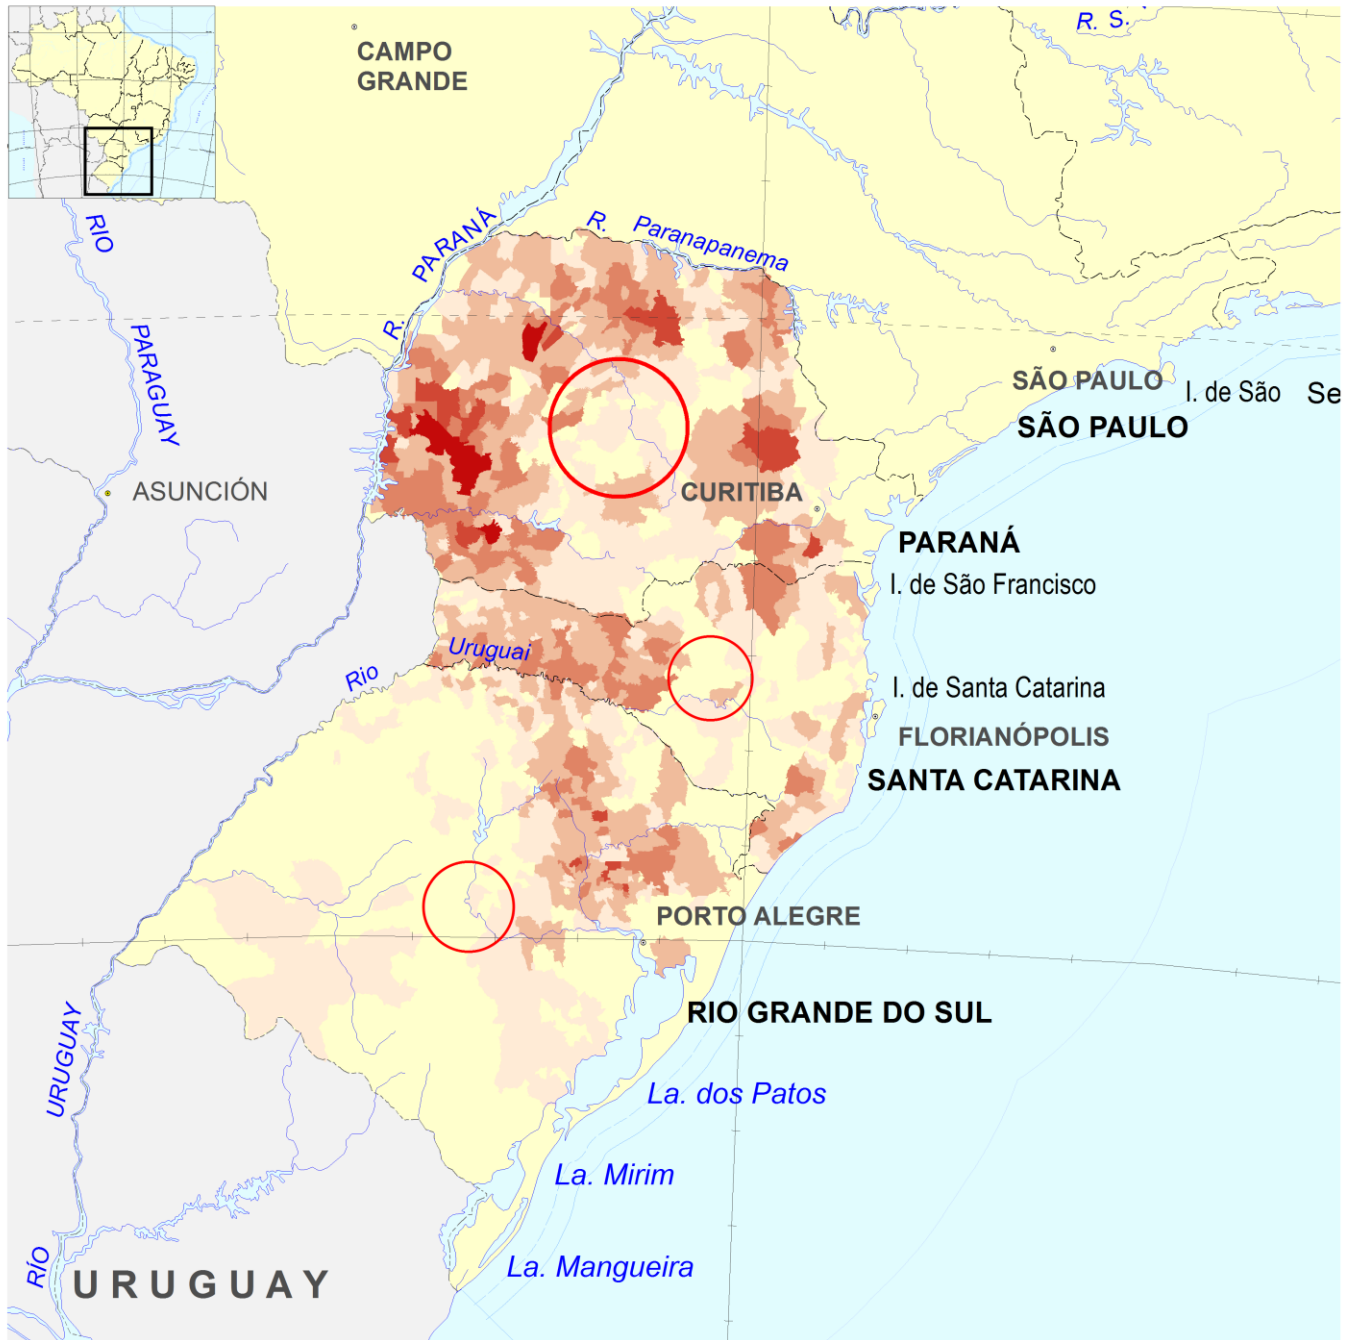 R. S.
CAMPO
GRANDE
RIO
PARAGUAY
R.
PARANÁ
R.
Paranapanema
SÃO PAULO
I. de São
Se
SÃO PAULO
ASUNCIÓN
CURITIBA
PARANÁ
I. de São Francisco
Rio
Uruguai
I. de Santa Catarina
FLORIANÓPOLIS
SANTA CATARINA
PORTO ALEGRE
RIO GRANDE DO SUL
URUGUAY
La. dos Patos
La. Mirim
La. Mangueira
RÍO
URUGUAY